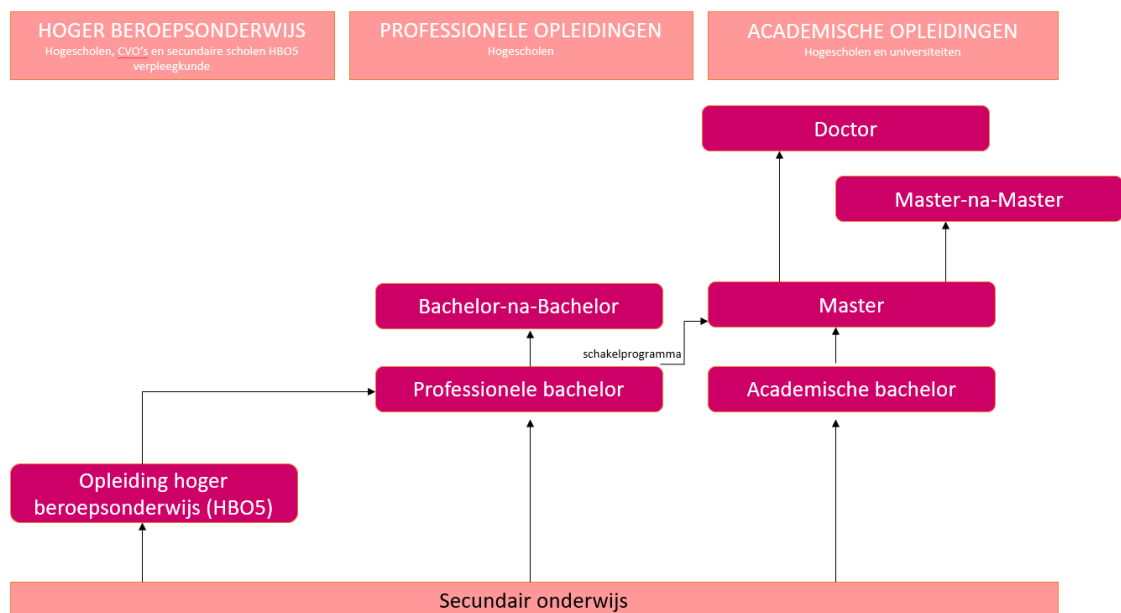 HOGER BEROEPSONDERWIJS
Hogescholen, CVO's en secundaire scholen HBO5
verpleegkunde
PROFESSIONELE OPLEIDINGEN
Hogescholen
ACADEMISCHE OPLEIDINGEN
Hogescholen en universiteiten
Doctor
Master-na-Master
Bachelor-na-Bachelor
Master
schakelprogramma
Professionele bachelor
Academische bachelor
Opleiding hoger
beroepsonderwijs (HBO5)
Secundair onderwijs